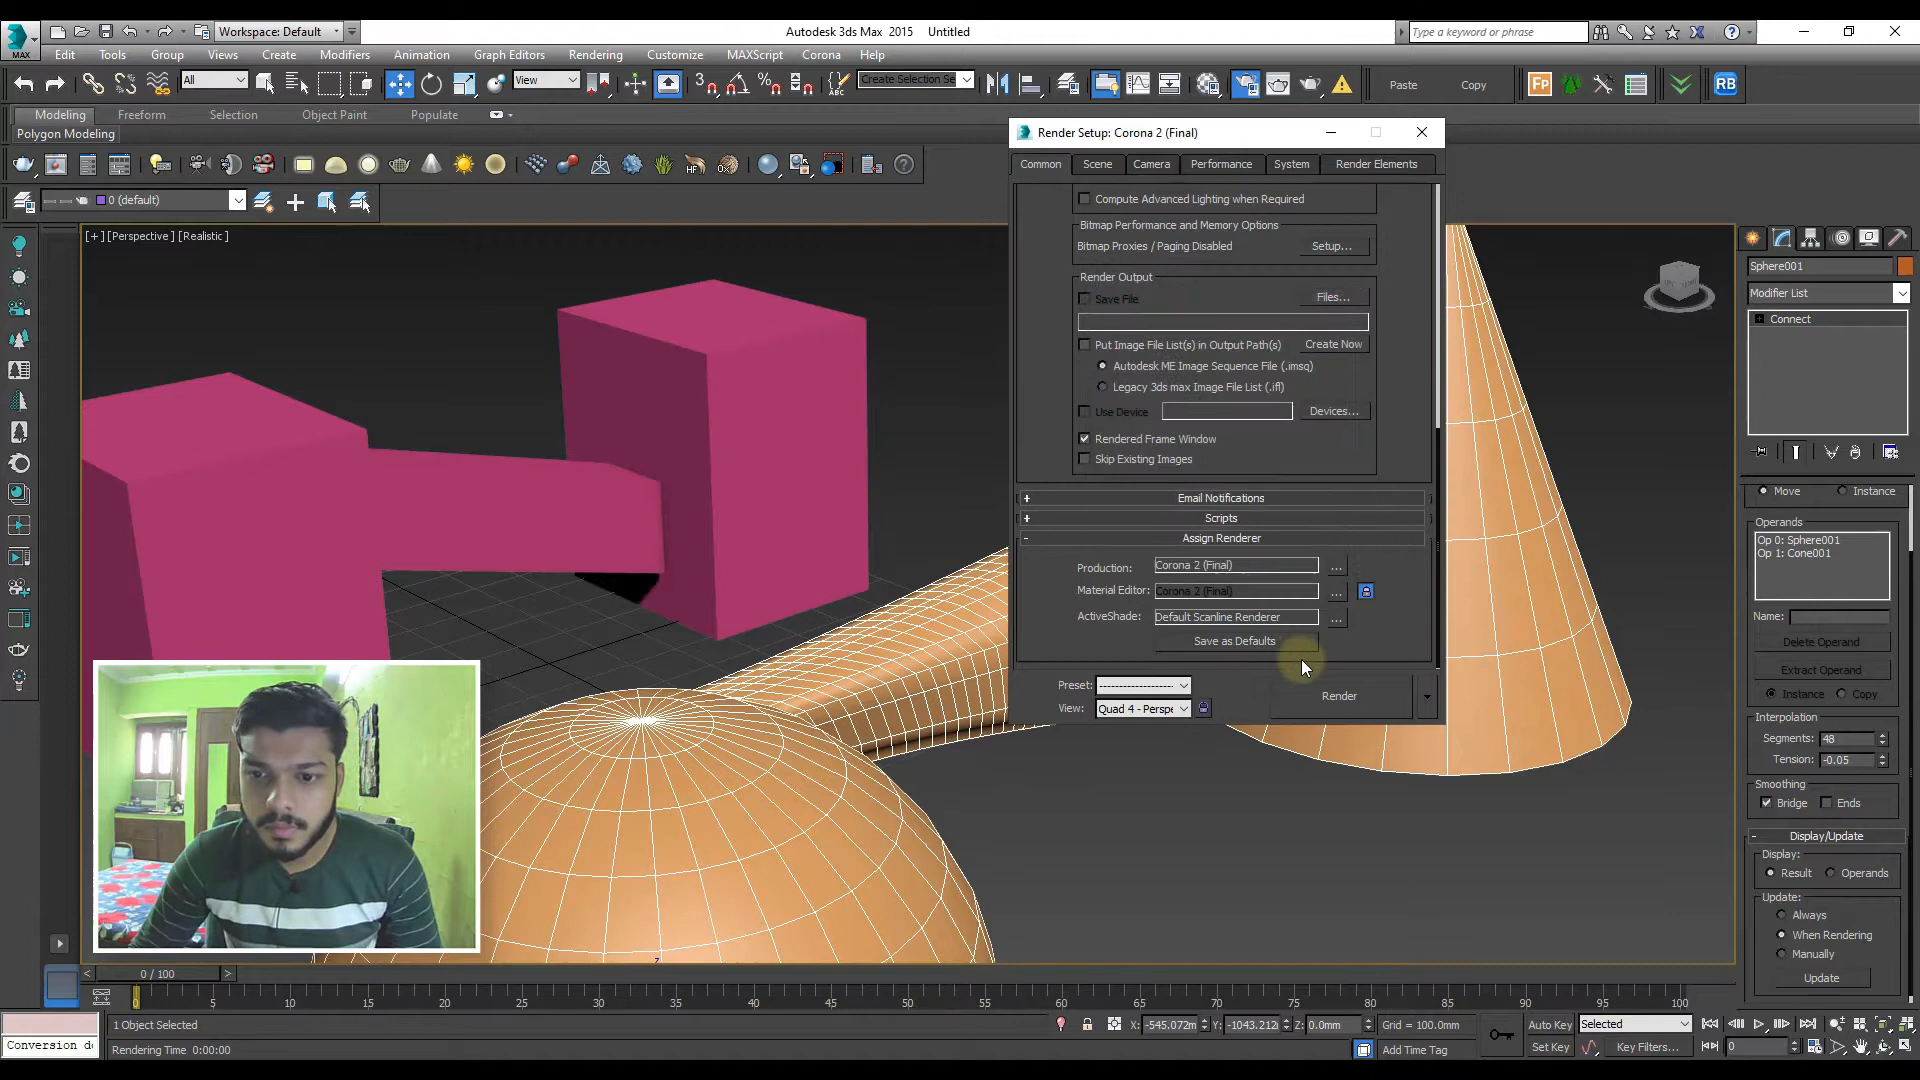 Workspace: Default
Autodesk 3ds Max 2015 Untitled
Type a keyword or phrase
MAX
Edit Tools Group Views Create Modifiers Animation Graph Editors Rendering Customize MAXScript Corona Help
All
View
3
Create Selection Se
Paste Copy
Fp
RB
Modeling Freeform Selection Object Paint Populate
Polygon Modeling
HF
0 (default)
[+] [Perspective] [Realistic]
Render Setup: Corona 2 (Final)
Common Scene Camera Performance System Render Elements
Compute Advanced Lighting when Required
Bitmap Performance and Memory Options
Bitmap Proxies / Paging Disabled Setup...
Render Output
Save File Files...
Put Image File List(s) in Output Path(s) Create Now
Autodesk ME Image Sequence File (.imsq)
Legacy 3ds max Image File List (.ifl)
Use Device Devices...
Rendered Frame Window
Skip Existing Images
+ Email Notifications
+ Scripts
- Assign Renderer
Production: Corona 2 (Final) ...
Material Editor: Corona 2 (Final) ...
ActiveShade: Default Scanline Renderer ...
Save as Defaults
Preset: --------------------
View: Quad 4 - Perspe
Render
Sphere001
Modifier List
Connect
Move Instance
Operands
Op 0: Sphere001
Op 1: Cone001
Name:
Delete Operand
Extract Operand
Instance Copy
Interpolation
Segments: 48
Tension: -0.05
Smoothing
Bridge Ends
- Display/Update
Display:
Result Operands
Update:
Always
When Rendering
Manually
Update
z
< 0 / 100 >
0 5 10 15 20 25 30 35 40 45 50 55 60 65 70 75 80 85 90 95 100
1 Object Selected
X: -545.072m Y: -1043.212 Z: 0.0mm Grid = 100.0mm
Auto Key Selected
Conversion do
Rendering Time 0:00:00
Add Time Tag
Set Key Key Filters... 0